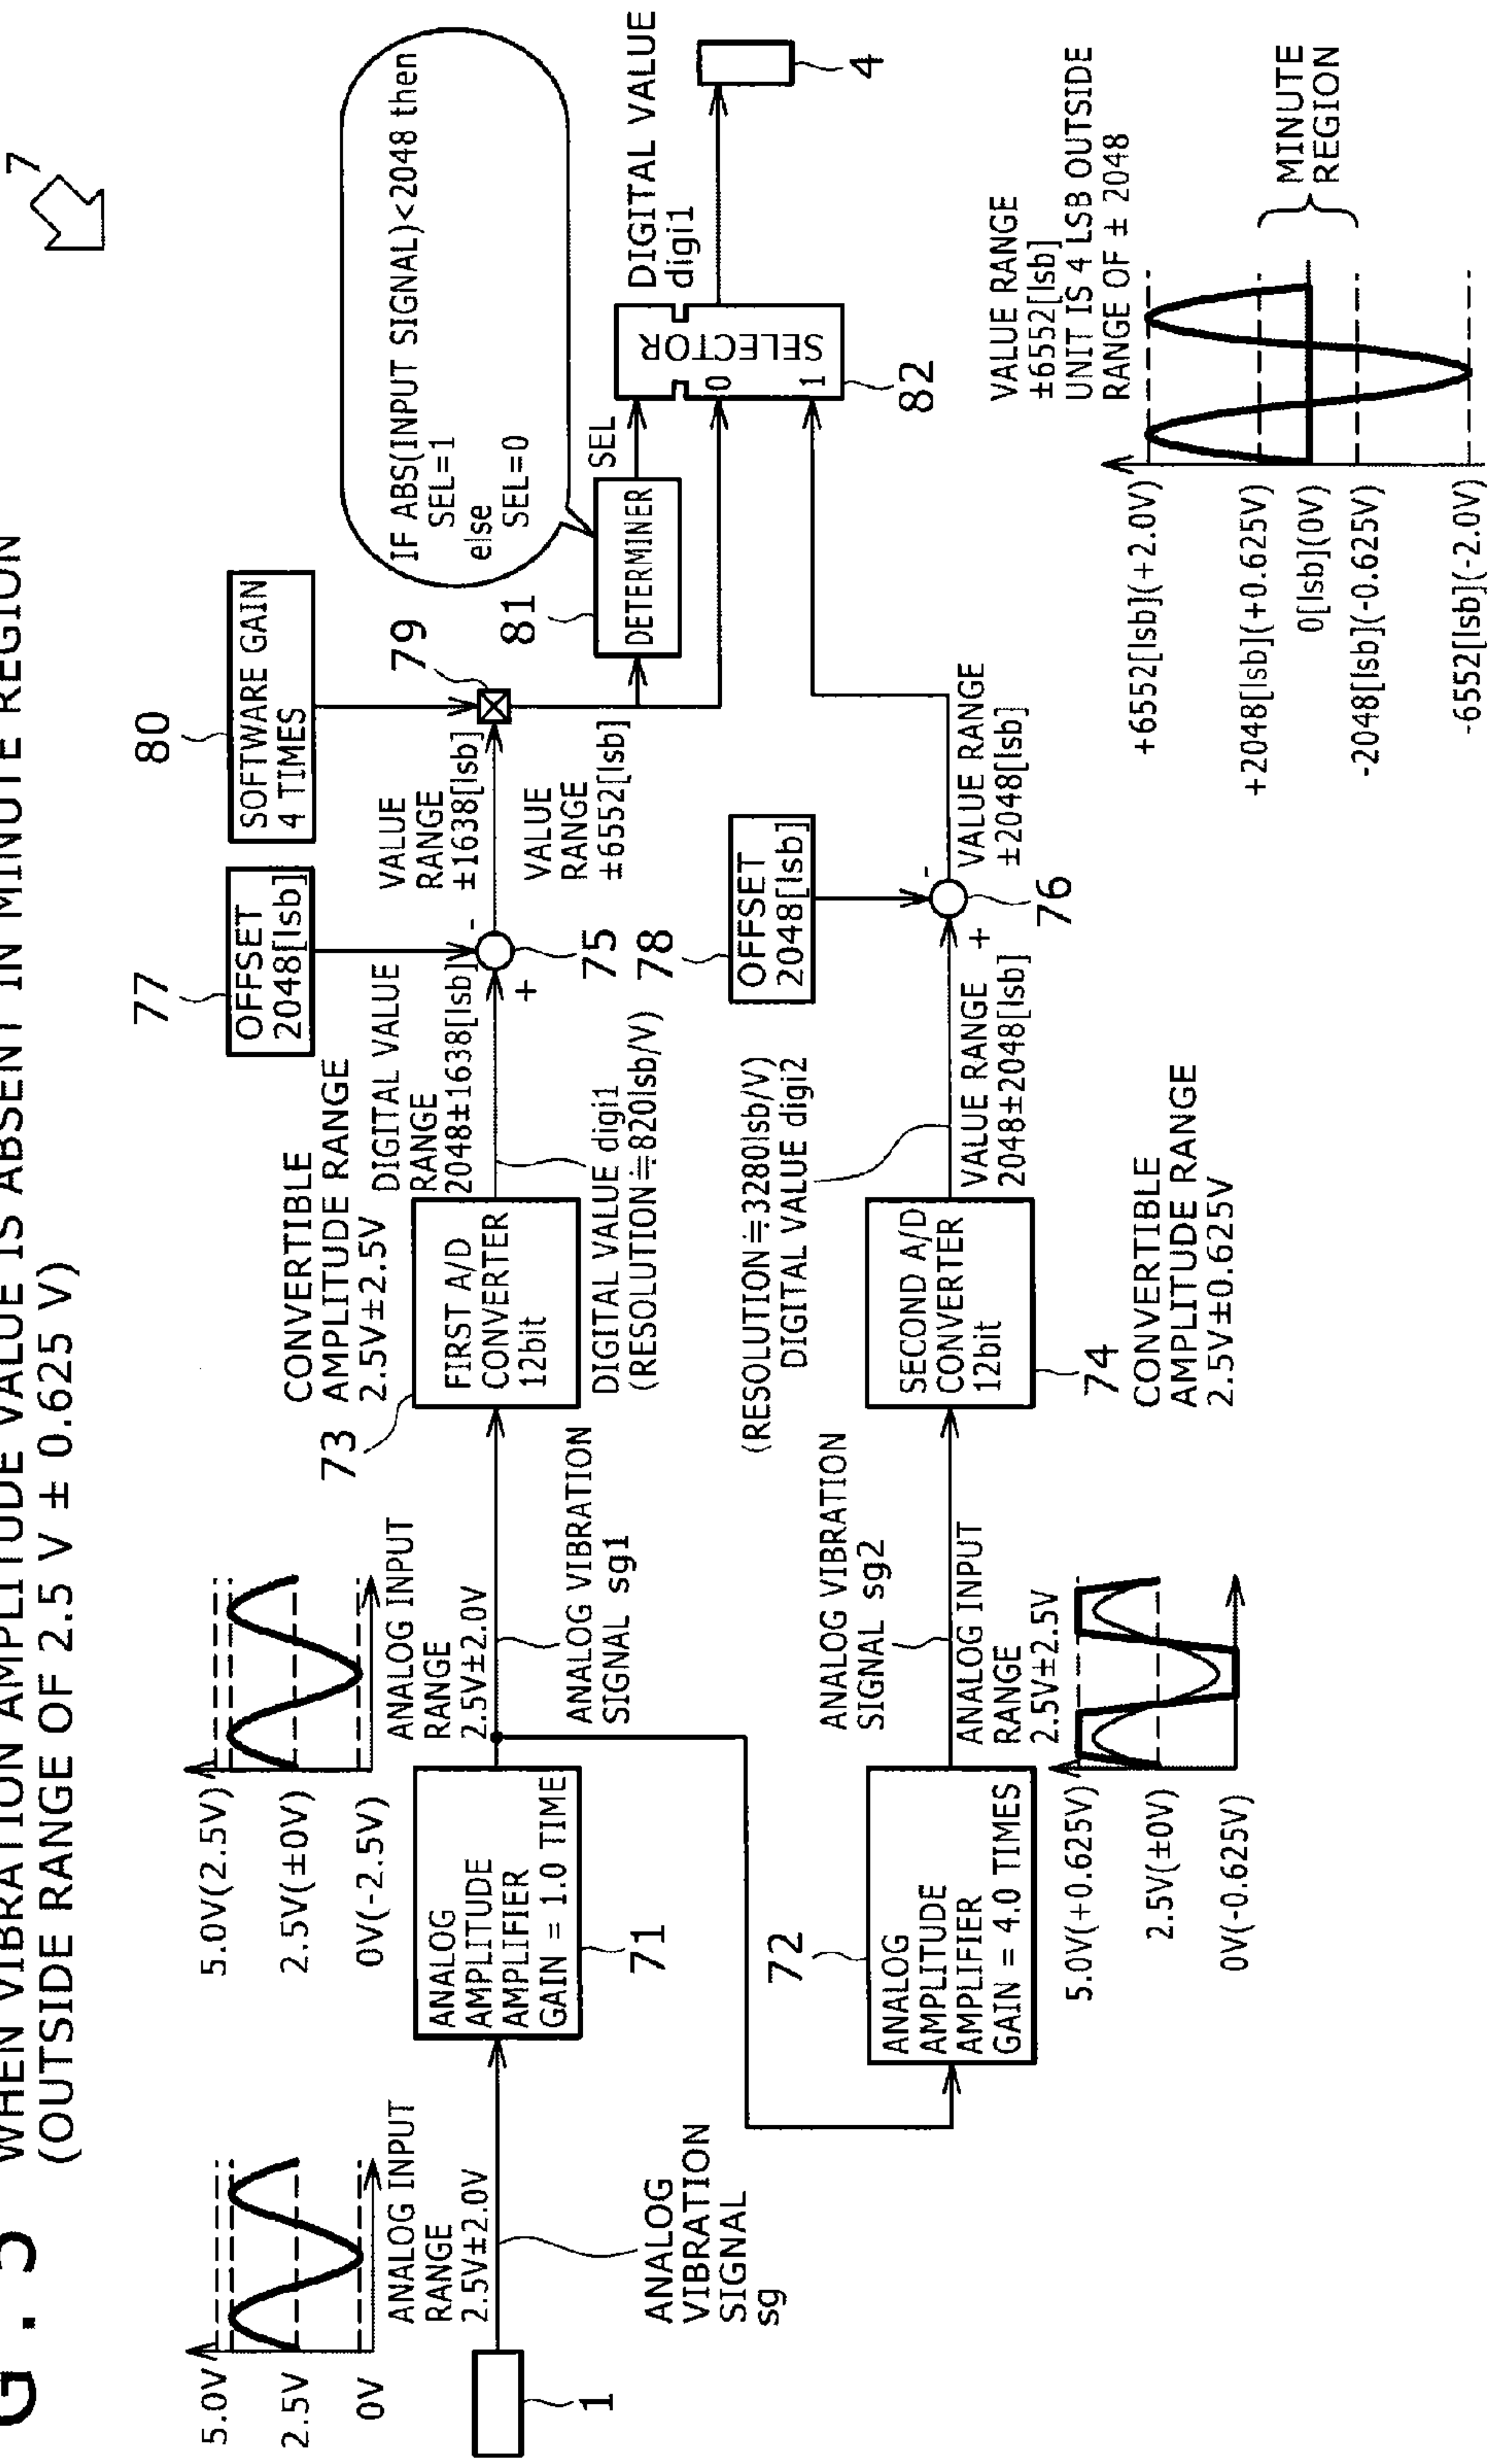 G . 5 WHEN VIBRATION AMPLITUDE VALUE IS ABSENT IN MINUTE REGION
(OUTSIDE RANGE OF 2.5 V ± 0.625 V)
7
5.0V
2.5V
0V
1
ANALOG INPUT
RANGE
2.5V±2.0V
ANALOG
VIBRATION
SIGNAL
sg
5.0V(2.5V)
2.5V(±0V)
0V(-2.5V)
ANALOG
AMPLITUDE
AMPLIFIER
GAIN = 1.0 TIME
71
ANALOG INPUT
RANGE
2.5V±2.0V
ANALOG VIBRATION
SIGNAL sg1
72
ANALOG
AMPLITUDE
AMPLIFIER
GAIN = 4.0 TIMES
5.0V(+0.625V)
2.5V(±0V)
0V(-0.625V)
ANALOG VIBRATION
SIGNAL sg2
ANALOG INPUT
RANGE
2.5V±2.5V
CONVERTIBLE
AMPLITUDE RANGE
2.5V±2.5V
73
FIRST A/D
CONVERTER
12bit
DIGITAL VALUE digi1
(RESOLUTION≒820lsb/V)
DIGITAL VALUE
RANGE
2048±1638[lsb]
(RESOLUTION≒3280lsb/V)
DIGITAL VALUE digi2
SECOND A/D
CONVERTER
12bit
74
CONVERTIBLE
AMPLITUDE RANGE
2.5V±0.625V
VALUE RANGE
2048±2048[lsb]
77
OFFSET
2048[lsb]
-
+
75
78
OFFSET
2048[lsb]
-
+
76
VALUE RANGE
±2048[lsb]
80
SOFTWARE GAIN
4 TIMES
VALUE
RANGE
±1638[lsb]
79
VALUE
RANGE
±6552[lsb]
81
DETERMINER
IF ABS(INPUT SIGNAL)<2048 then
SEL=1
else
SEL=0
SEL
SELECTOR
0
1
82
DIGITAL VALUE
digi1
4
VALUE RANGE
±6552[lsb]
UNIT IS 4 LSB OUTSIDE
RANGE OF ± 2048
+6552[lsb](+2.0V)
+2048[lsb](+0.625V)
0[lsb](0V)
-2048[lsb](-0.625V)
-6552[lsb](-2.0V)
MINUTE
REGION